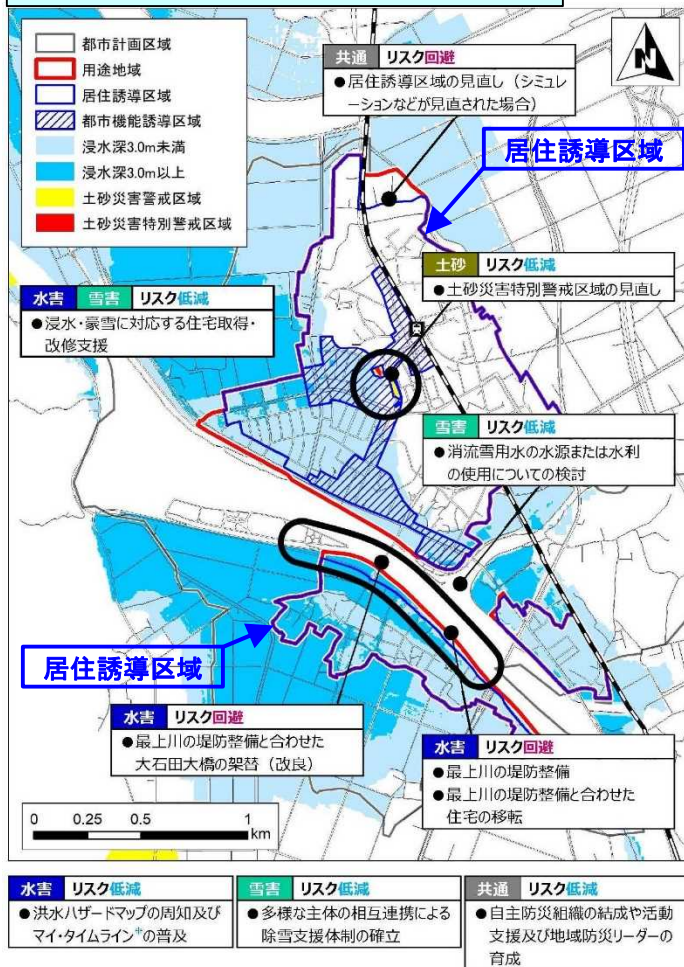 都市計画区域
用途地域
居住誘導区域
都市機能誘導区域
浸水深3.0m未満
浸水深3.0m以上
土砂災害警戒区域
土砂災害特別警戒区域
共通 リスク回避
●居住誘導区域の見直し（シミュレ
ーションなどが見直された場合）
N
居住誘導区域
土砂 リスク低減
●土砂災害特別警戒区域の見直し
水害 雪害 リスク低減
●浸水・豪雪に対応する住宅取得・
改修支援
雪害 リスク低減
●消流雪用水の水源または水利
の使用についての検討
居住誘導区域
水害 リスク回避
●最上川の堤防整備と合わせた
大石田大橋の架替（改良）
水害 リスク回避
●最上川の堤防整備
●最上川の堤防整備と合わせた
住宅の移転
0 0.25 0.5 1
km
水害 リスク低減
●洪水ハザードマップの周知及び
マイ・タイムライン*の普及
雪害 リスク低減
●多様な主体の相互連携による
除雪支援体制の確立
共通 リスク低減
●自主防災組織の結成や活動
支援及び地域防災リーダーの
育成